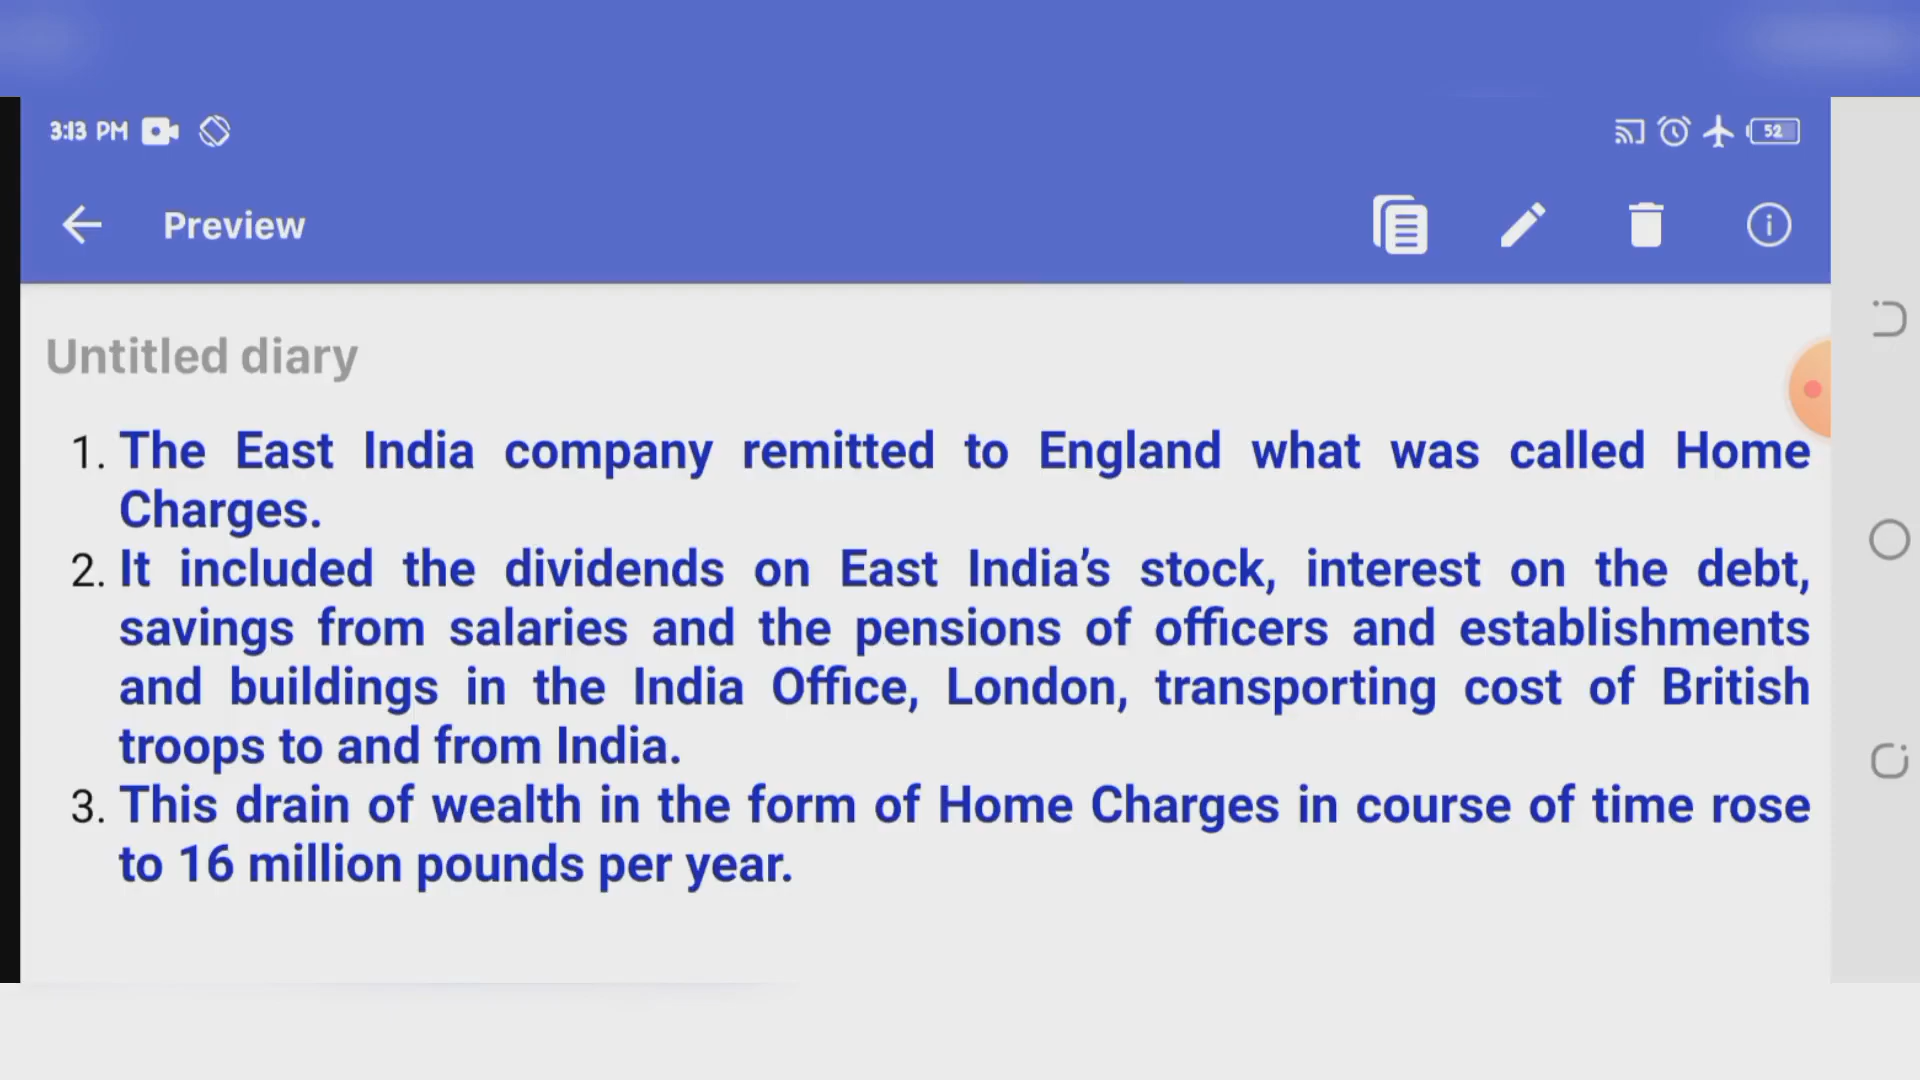 3:13 PM
52
Preview
Untitled diary
1. The East India company remitted to England what was called Home
Charges.
2. It included the dividends on East India’s stock, interest on the debt,
savings from salaries and the pensions of officers and establishments
and buildings in the India Office, London, transporting cost of British
troops to and from India.
3. This drain of wealth in the form of Home Charges in course of time rose
to 16 million pounds per year.